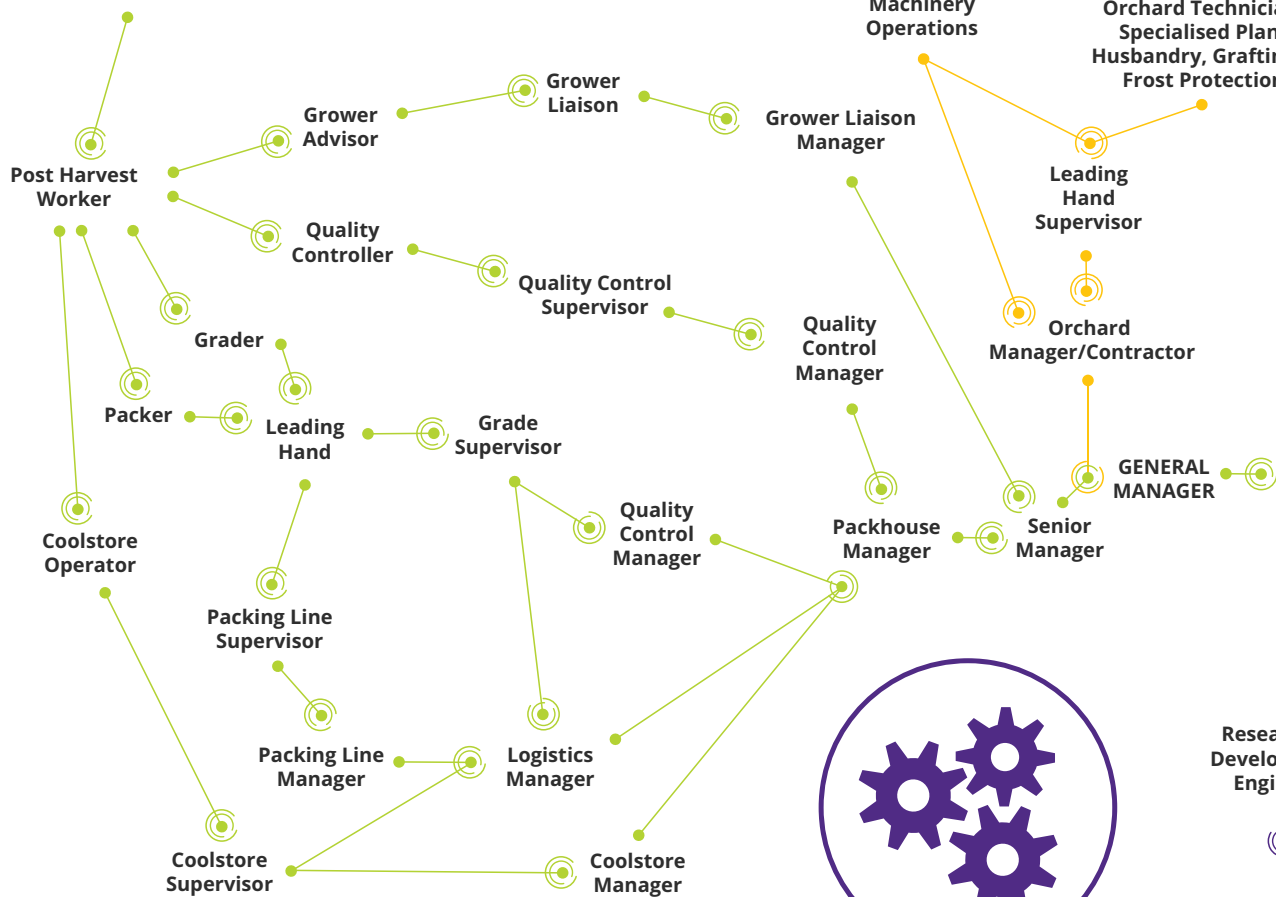 Machinery
Operations
Orchard
Specialised
Husbandry,
Frost Protection
Grower
Liaison
Grower
Advisor
Grower Liaison
Manager
Post Harvest
Worker
Leading
Hand
Supervisor
Quality
Controller
Quality Control
Supervisor
Quality
Control
Manager
Orchard
Manager/Contractor
Grader
Packer
Leading
Hand
Grade
Supervisor
GENERAL
MANAGER
Quality
Control
Manager
Packhouse
Manager
Senior
Manager
Coolstore
Operator
Packing Line
Supervisor
Packing Line
Manager
Logistics
Manager
Coolstore
Supervisor
Coolstore
Manager